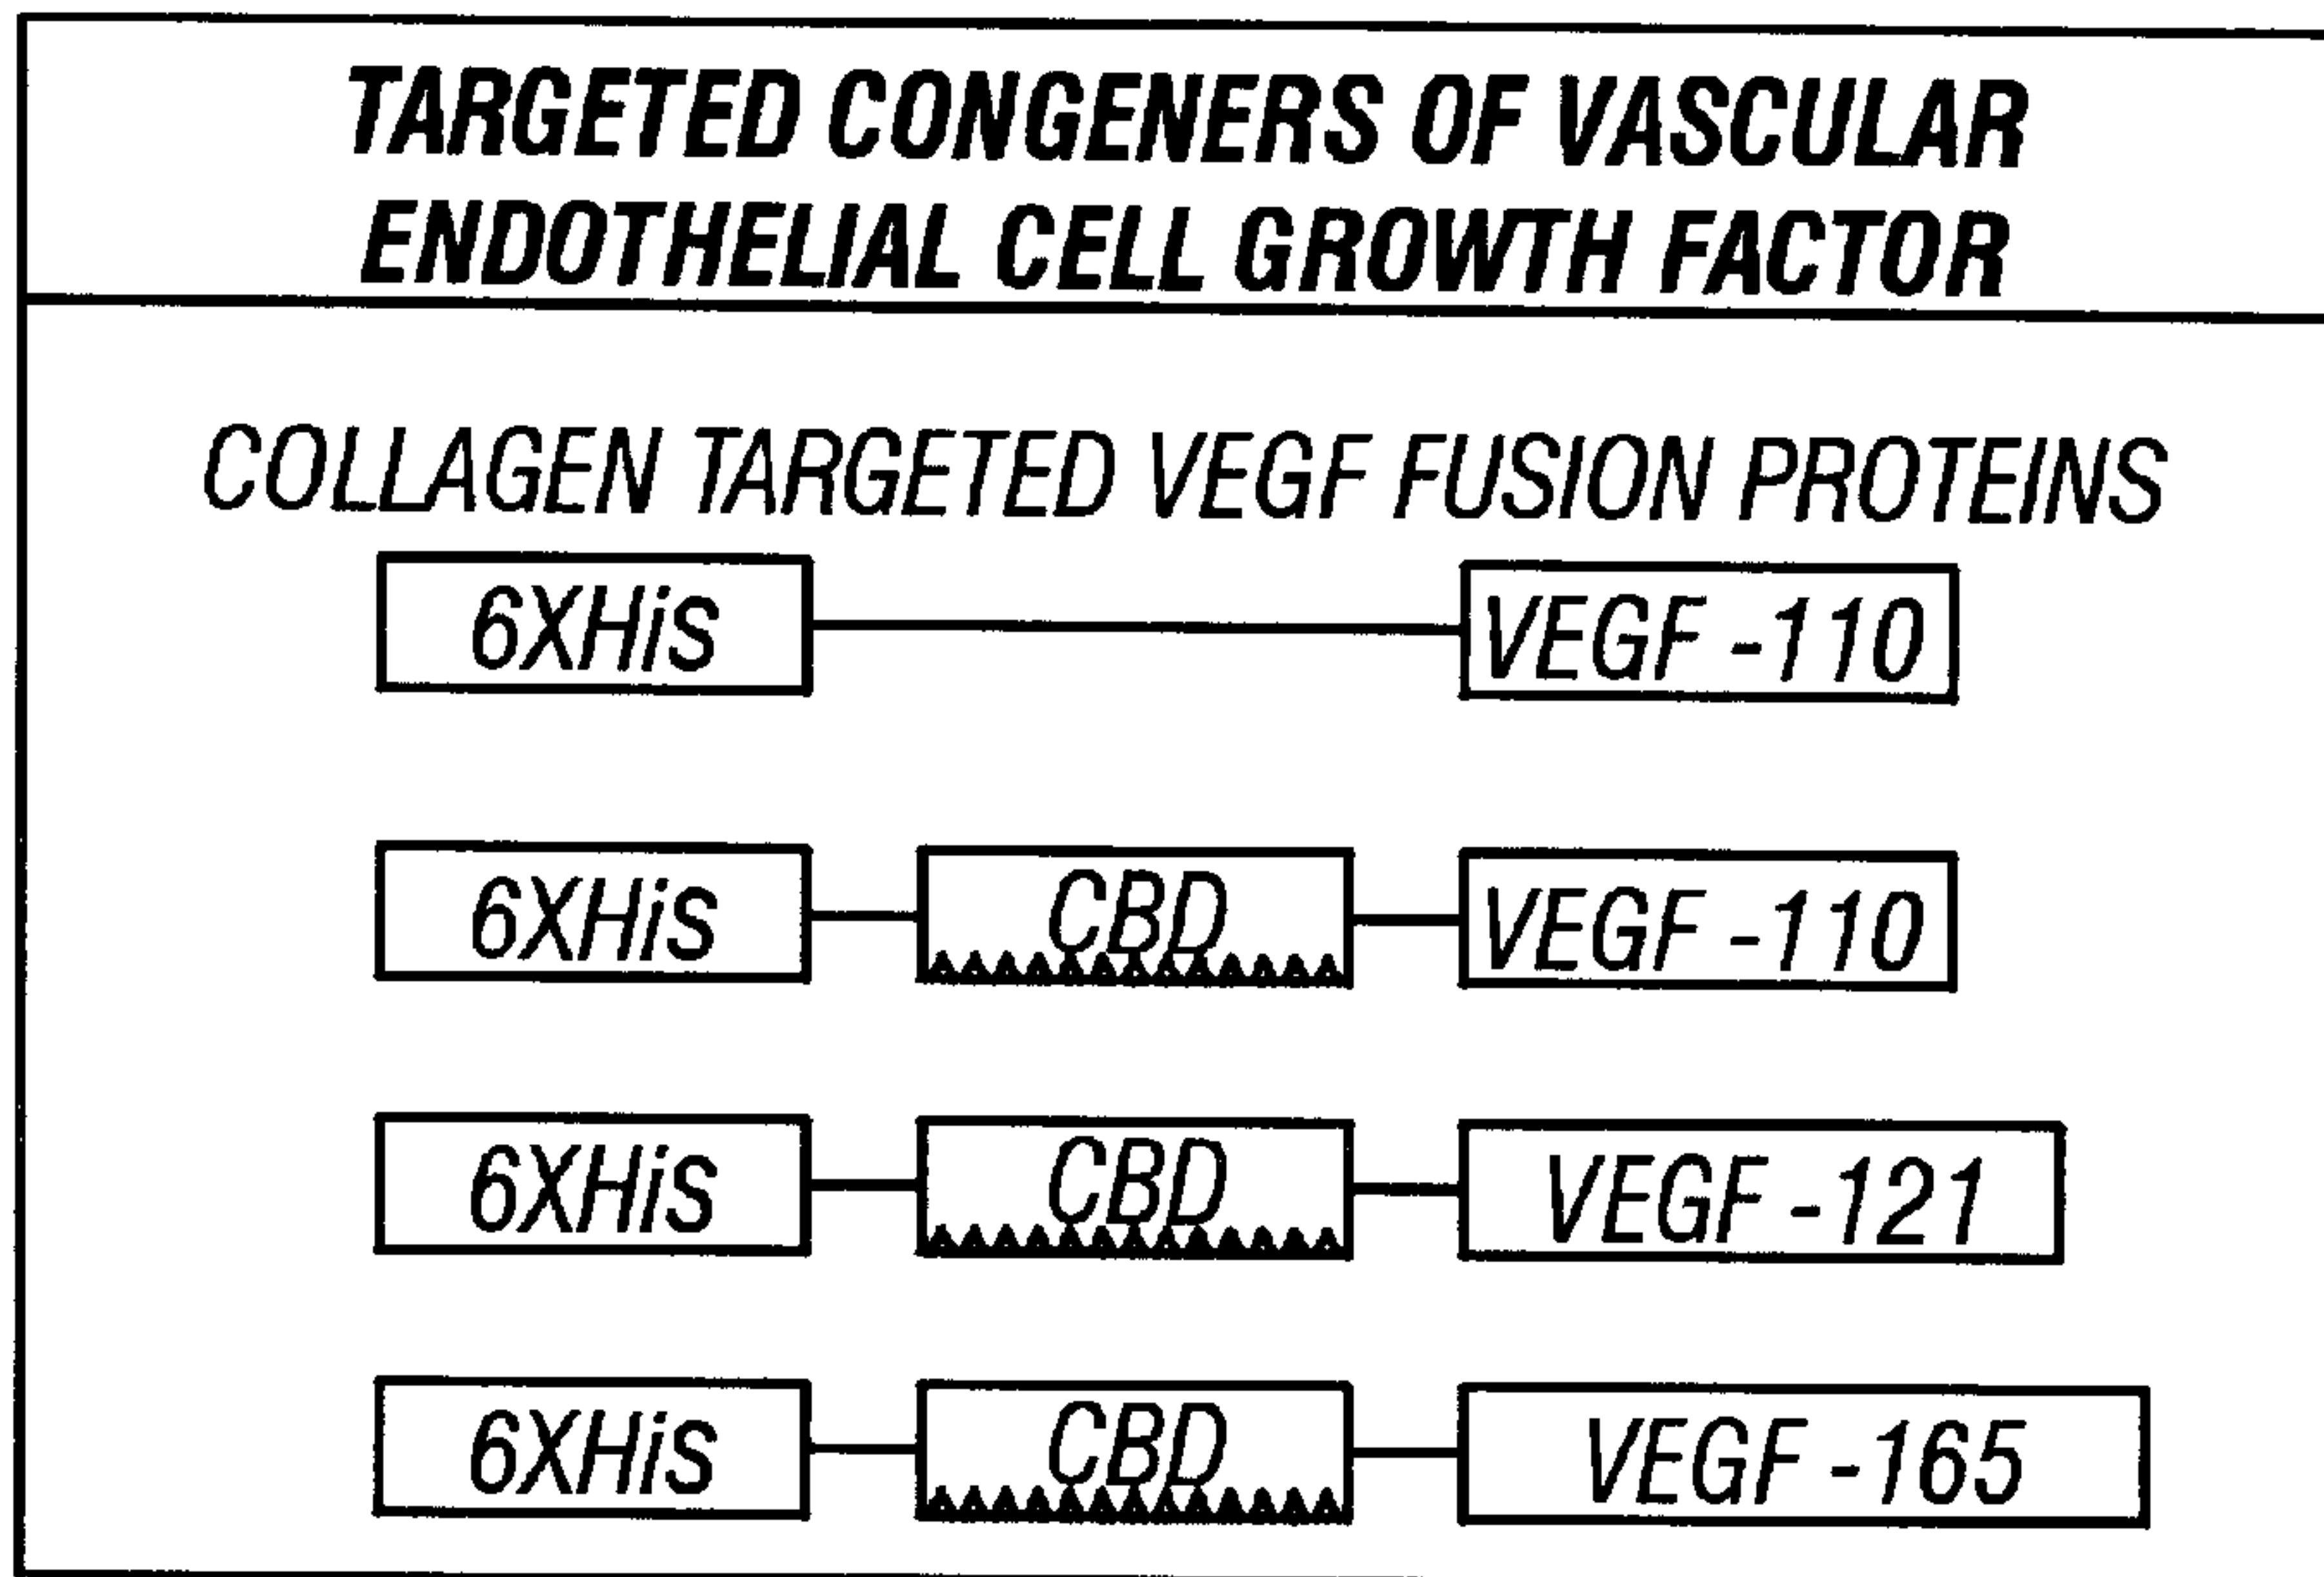 TARGETED CONGENERS OF VASCULAR
ENDOTHELIAL CELL GROWTH FACTOR
COLLAGEN TARGETED VEGF FUSION PROTEINS
6XHiS VEGF -110
6XHiS CBD VEGF -110
6XHiS CBD VEGF -121
6XHiS CBD VEGF -165